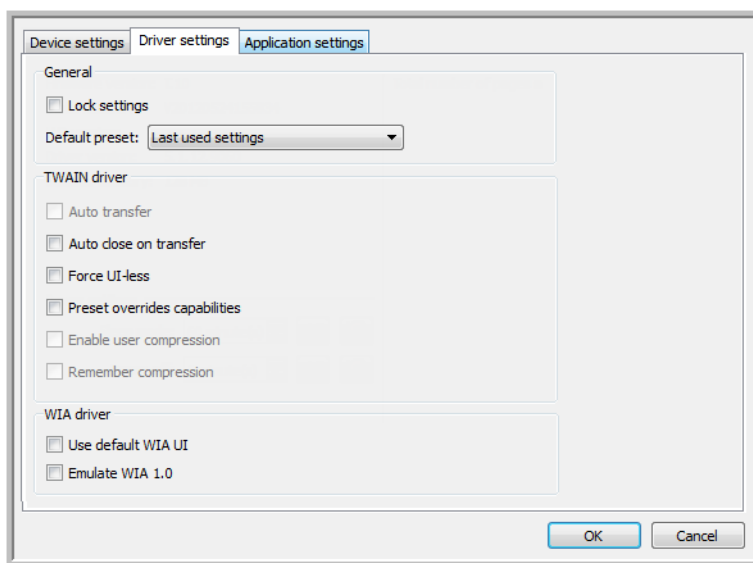 Device settings Driver settings Application settings
General
Lock settings
Default preset: Last used settings
TWAIN driver
Auto transfer
Auto close on transfer
Force UI-less
Preset overrides capabilities
Enable user compression
Remember compression
WIA driver
Use default WIA UI
Emulate WIA 1.0
OK Cancel